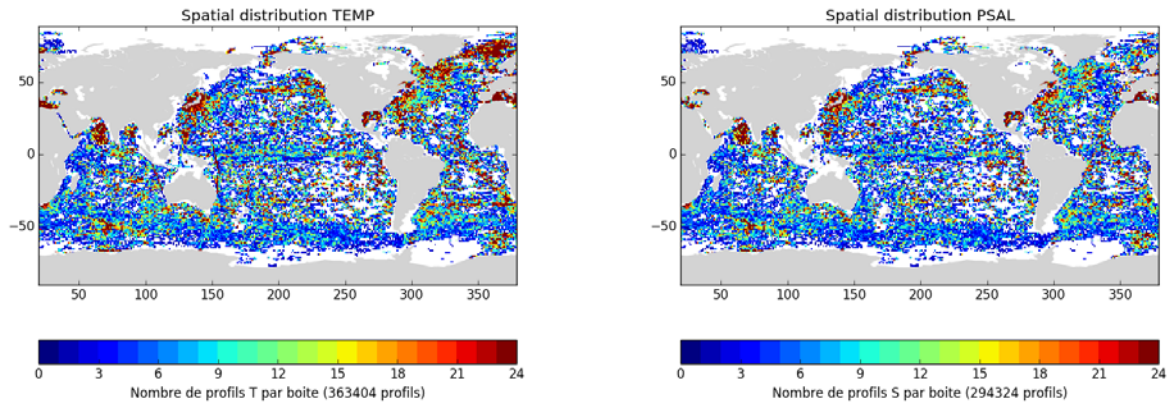 Spatial distribution TEMP
50
0
−50
50 100 150 200 250 300 350
0 3 6 9 12 15 18 21 24
Nombre de profils T par boite (363404 profils)
Spatial distribution PSAL
50
0
−50
50 100 150 200 250 300 350
0 3 6 9 12 15 18 21 24
Nombre de profils S par boite (294324 profils)